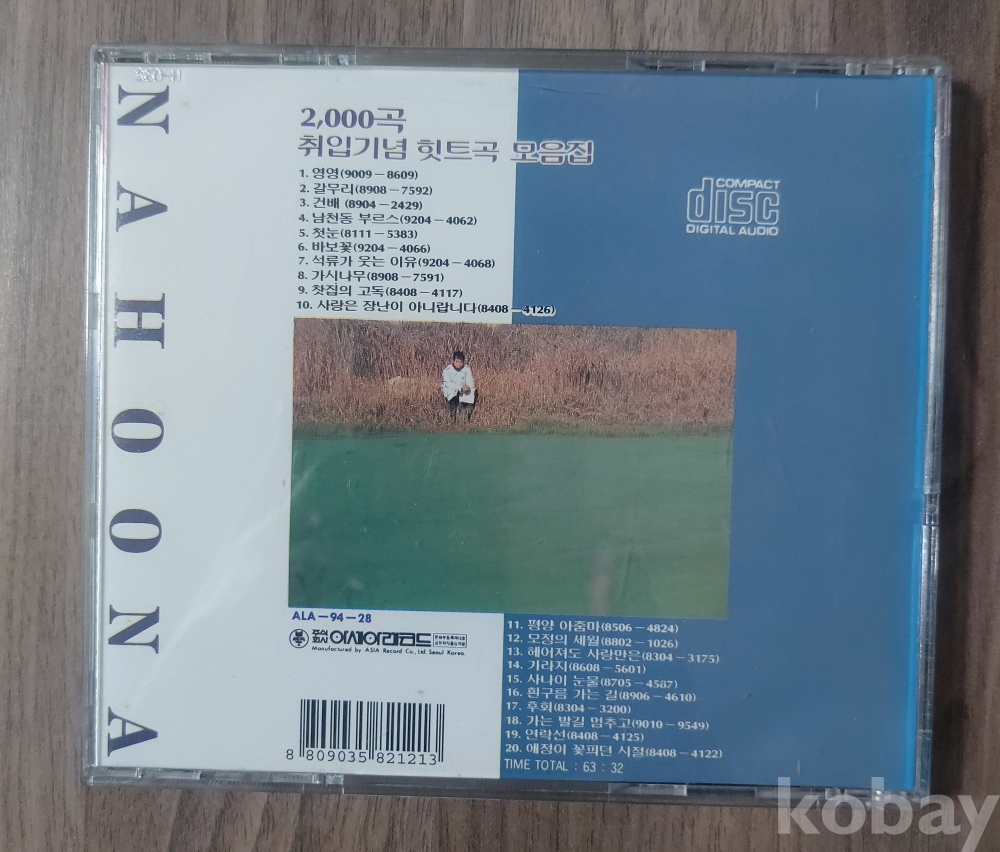 NAHOONA
2,000곡
취입기념 힛트곡 모음집
1. 영영(9009-8609)
2. 갈무리(8908-7592)
3. 건배(8904-2429)
4. 남천동 부르스(9204-4062)
5. 첫눈(8111-5383)
6. 바보꽃(9204-4066)
7. 석류가 웃는 이유(9204-4068)
8. 가시나무(8908-7591)
9. 찻집의 고독(8408-4117)
10. 사랑은 장난이 아니랍니다(8408-4126)
COMPACT
disc
DIGITAL AUDIO
ALA-94-28
주식회사 아세아레코드
Manufactured by ASIA Record Co., Ltd. Seoul Korea.
8 809035 821213
11. 평양 아줌마(8506-4824)
12. 모정의 세월(8802-1026)
13. 헤어져도 사랑만은(8304-3175)
14. 가라지(8608-5601)
15. 사나이 눈물(8705-4587)
16. 흰구름 가는 길(8906-4610)
17. 후회(8304-3200)
18. 가는 발길 멈추고(9010-9549)
19. 연락선(8408-4125)
20. 애정이 꽃피던 시절(8408-4122)
TIME TOTAL : 63 : 32
kobay